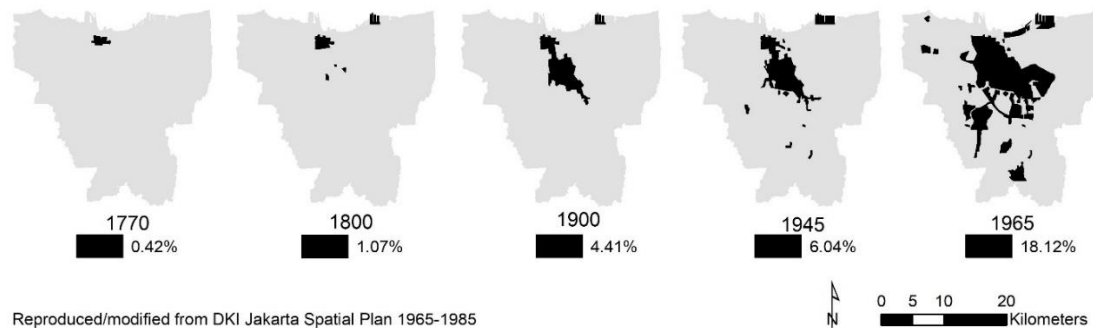 1770
0.42%
1800
1.07%
1900
4.41%
1945
6.04%
1965
18.12%
Reproduced/modified from DKI Jakarta Spatial Plan 1965-1985
N
0 5 10 20
Kilometers